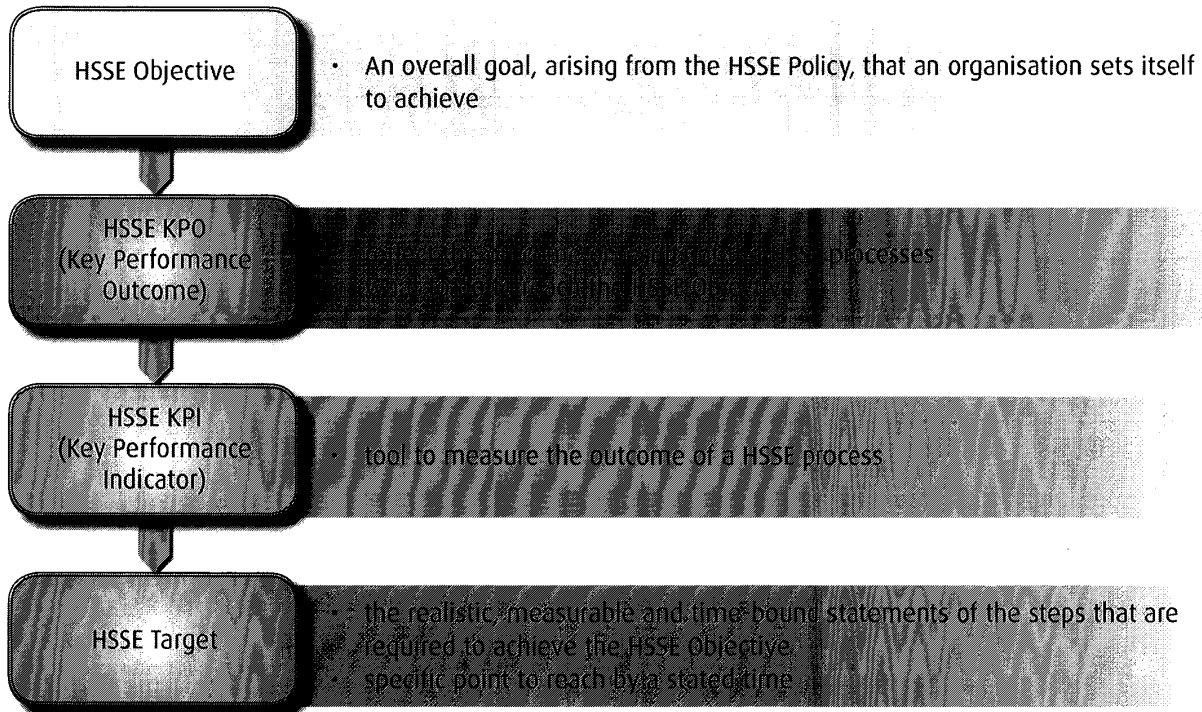 HSSE Objective
· An overall goal, arising from the HSSE Policy, that an organisation sets itself
to achieve
HSSE KPO
(Key Performance
Outcome)
processes
the HSSE Objective
HSSE KPI
(Key Performance
Indicator)
· tool to measure the outcome of a HSSE process
HSSE Target
· the realistic, measurable and time-bound statements of the steps that are
required to achieve the HSSE Objective
· specific point to reach by a stated time